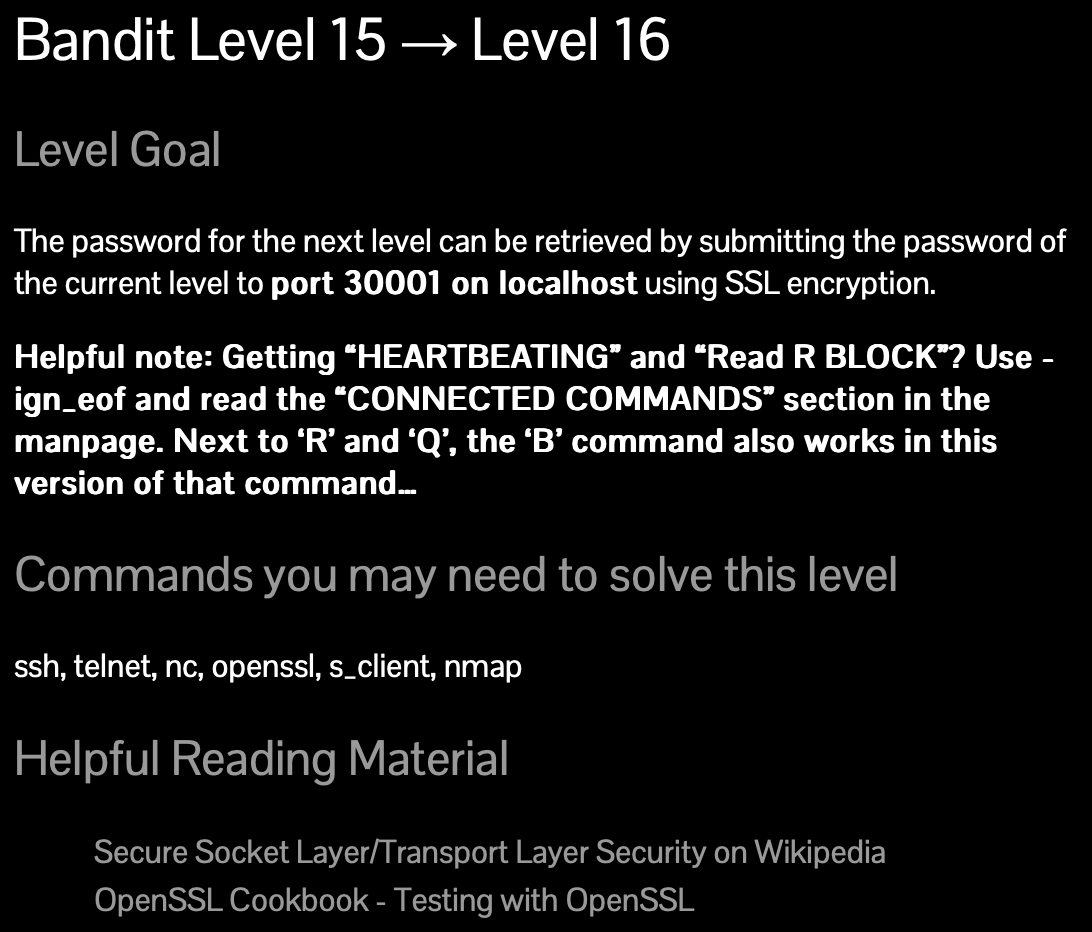 Bandit Level 15 → Level 16
Level Goal
The password for the next level can be retrieved by submitting the password of
the current level to port 30001 on localhost using SSL encryption.
Helpful note: Getting “HEARTBEATING” and “Read R BLOCK”? Use -
ign_eof and read the “CONNECTED COMMANDS” section in the
manpage. Next to ‘R’ and ‘Q’, the ‘B’ command also works in this
version of that command…
Commands you may need to solve this level
ssh, telnet, nc, openssl, s_client, nmap
Helpful Reading Material
Secure Socket Layer/Transport Layer Security on Wikipedia
OpenSSL Cookbook - Testing with OpenSSL